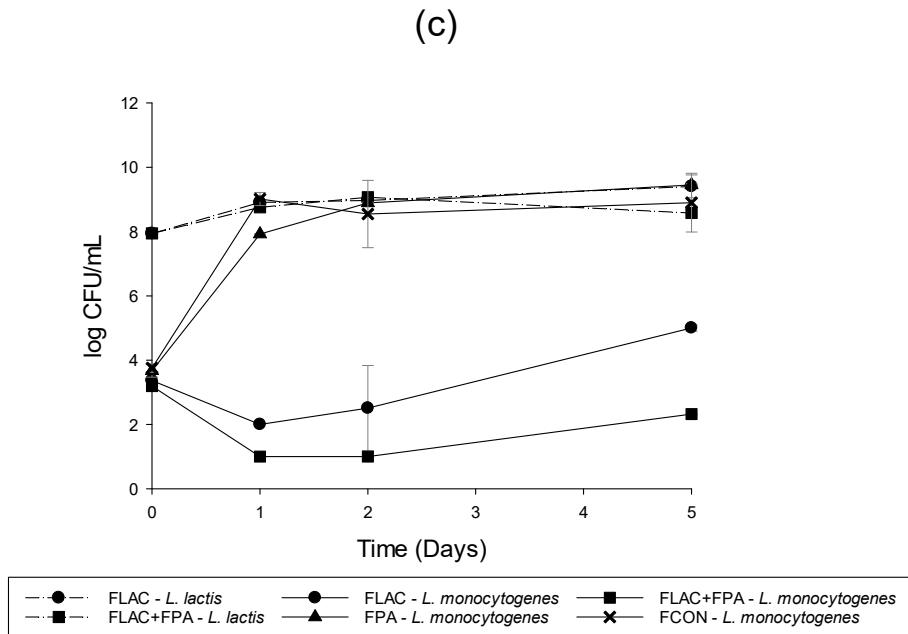 (c)
12
10
8
6
4
2
0
log CFU/mL
0 1 2 3 4 5
Time (Days)
FLAC - L. lactis FLAC - L. monocytogenes FLAC+FPA - L. monocytogenes
FLAC+FPA - L. lactis FPA - L. monocytogenes FCON - L. monocytogenes